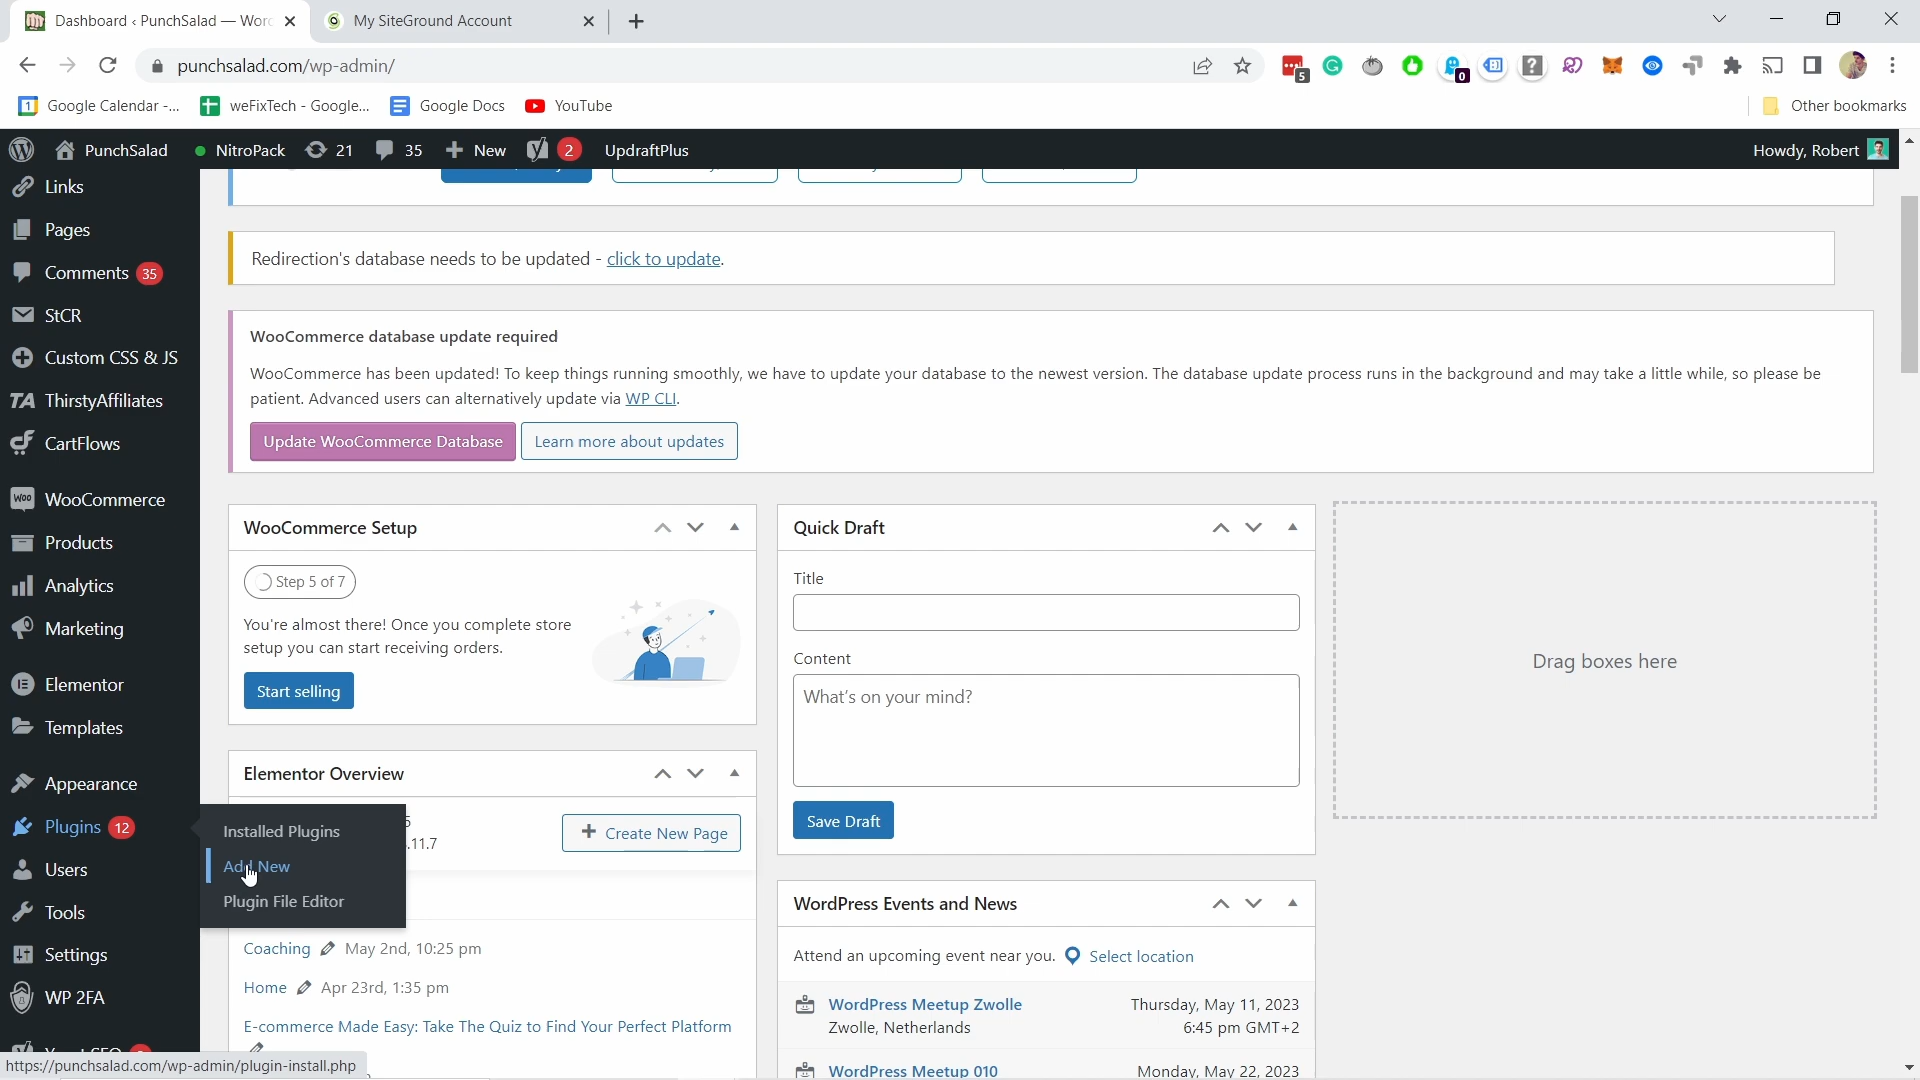 Dashboard ‹ PunchSalad — Wor
My SiteGround Account
punchsalad.com/wp-admin/
5
0
Google Calendar -...
weFixTech - Google...
Google Docs
YouTube
Other bookmarks
PunchSalad
NitroPack
21
35
New
2
UpdraftPlus
Howdy, Robert
Links
Pages
Comments 35
StCR
Custom CSS & JS
ThirstyAffiliates
CartFlows
WooCommerce
Products
Analytics
Marketing
Elementor
Templates
Appearance
Plugins 12
Users
Tools
Settings
WP 2FA
Installed Plugins
Add New
Plugin File Editor
https://punchsalad.com/wp-admin/plugin-install.php
Redirection's database needs to be updated - click to update.
WooCommerce database update required
WooCommerce has been updated! To keep things running smoothly, we have to update your database to the newest version. The database update process runs in the background and may take a little while, so please be
patient. Advanced users can alternatively update via WP CLI.
Update WooCommerce Database
Learn more about updates
WooCommerce Setup
Step 5 of 7
You're almost there! Once you complete store
setup you can start receiving orders.
Start selling
Elementor Overview
.11.7
Create New Page
Coaching May 2nd, 10:25 pm
Home Apr 23rd, 1:35 pm
E-commerce Made Easy: Take The Quiz to Find Your Perfect Platform
Quick Draft
Title
Content
What's on your mind?
Save Draft
WordPress Events and News
Attend an upcoming event near you. Select location
WordPress Meetup Zwolle
Zwolle, Netherlands
Thursday, May 11, 2023
6:45 pm GMT+2
WordPress Meetup 010
Monday, May 22, 2023
Drag boxes here